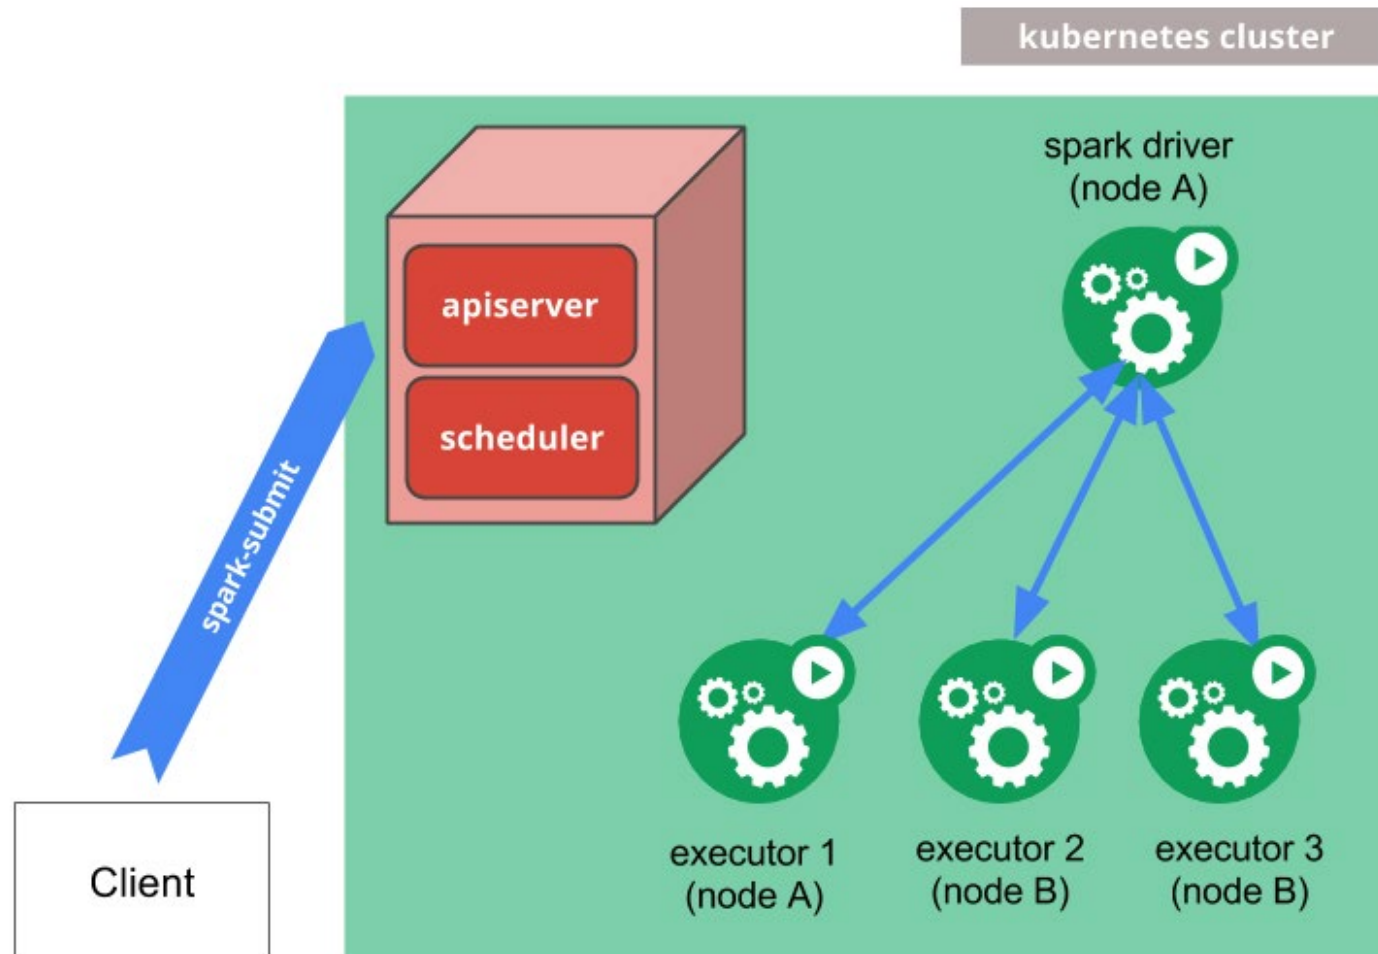 kubernetes cluster
spark driver
(node A)
apiserver
scheduler
spark-submit
Client
executor 1
(node A)
executor 2
(node B)
executor 3
(node B)